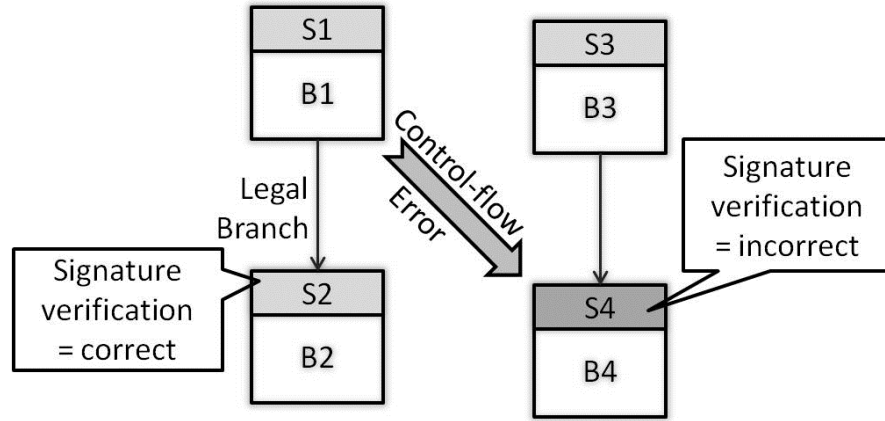 S1
B1
S3
B3
Legal
Branch
Control-flow
Error
Signature
verification
= correct
S2
B2
Signature
verification
= incorrect
S4
B4